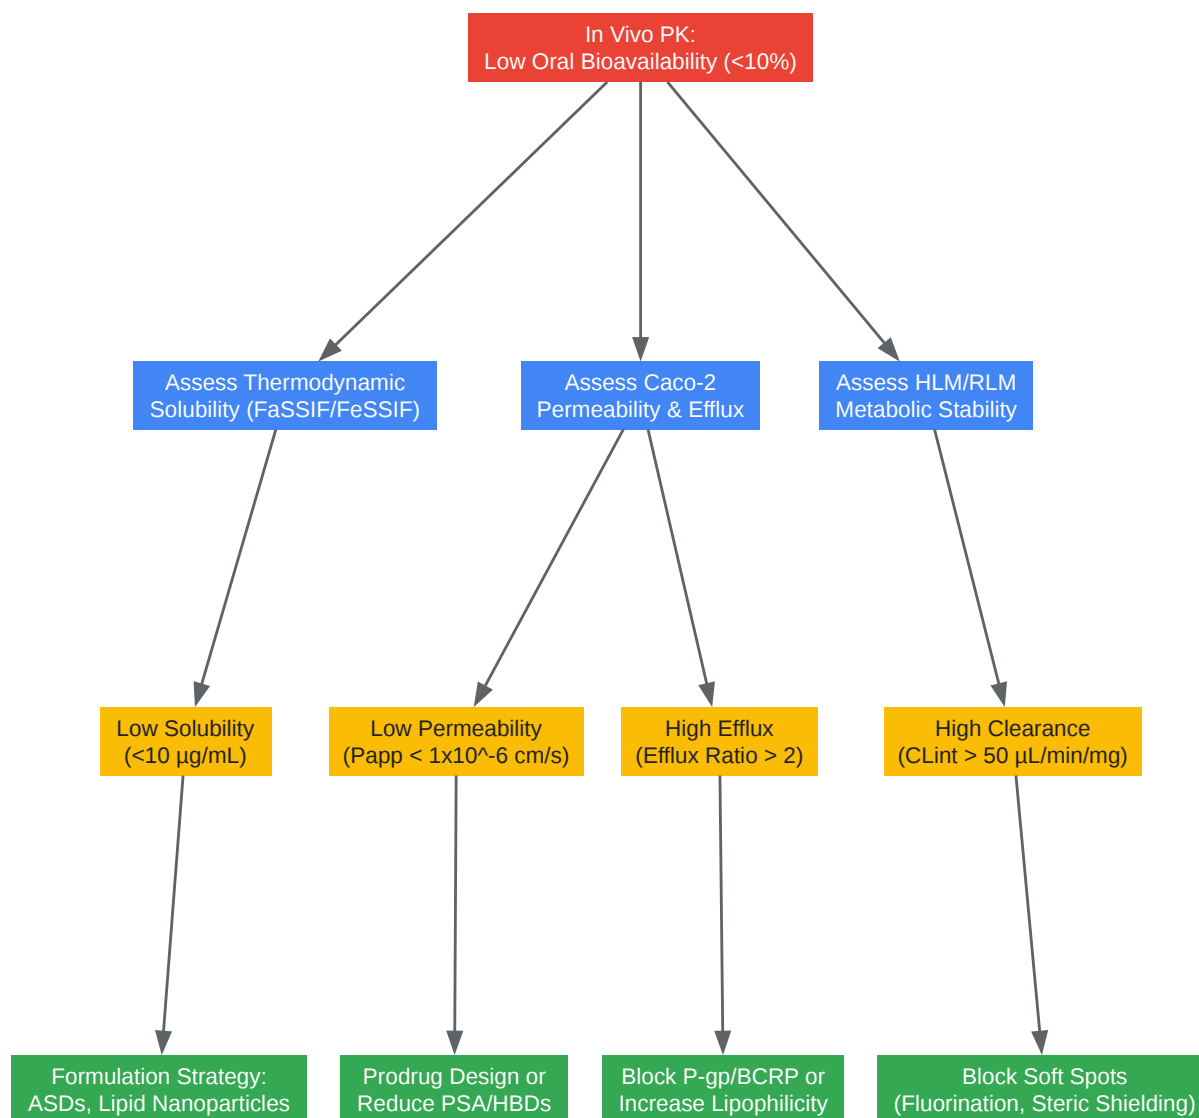 In Vivo PK:
Low Oral Bioavailability (<10%)
Assess Thermodynamic
Solubility (FaSSIF/FeSSIF)
Assess Caco-2
Permeability & Efflux
Assess HLM/RLM
Metabolic Stability
Low Solubility
(<10 µg/mL)
Low Permeability
(Papp < 1x10^-6 cm/s)
High Efflux
(Efflux Ratio > 2)
High Clearance
(CLint > 50 µL/min/mg)
Formulation Strategy:
ASDs, Lipid Nanoparticles
Prodrug Design or
Reduce PSA/HBDs
Block P-gp/BCRP or
Increase Lipophilicity
Block Soft Spots
(Fluorination, Steric Shielding)